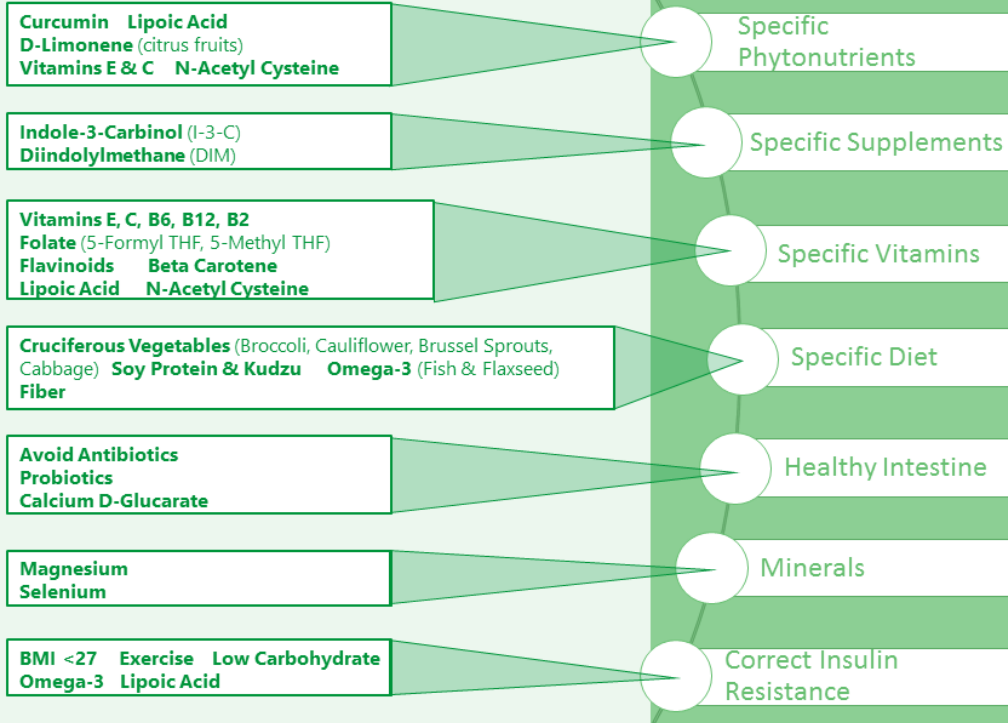 Curcumin Lipoic Acid
D-Limonene (citrus fruits)
Vitamins E & C N-Acetyl Cysteine
Specific
Phytonutrients
Indole-3-Carbinol (I-3-C)
Diindolylmethane (DIM)
Specific Supplements
Vitamins E, C, B6, B12, B2
Folate (5-Formyl THF, 5-Methyl THF)
Flavinoids Beta Carotene
Lipoic Acid N-Acetyl Cysteine
Specific Vitamins
Cruciferous Vegetables (Broccoli, Cauliflower, Brussel Sprouts,
Cabbage) Soy Protein & Kudzu Omega-3 (Fish & Flaxseed)
Fiber
Specific Diet
Avoid Antibiotics
Probiotics
Calcium D-Glucarate
Healthy Intestine
Magnesium
Selenium
Minerals
BMI <27 Exercise Low Carbohydrate
Omega-3 Lipoic Acid
Correct Insulin
Resistance